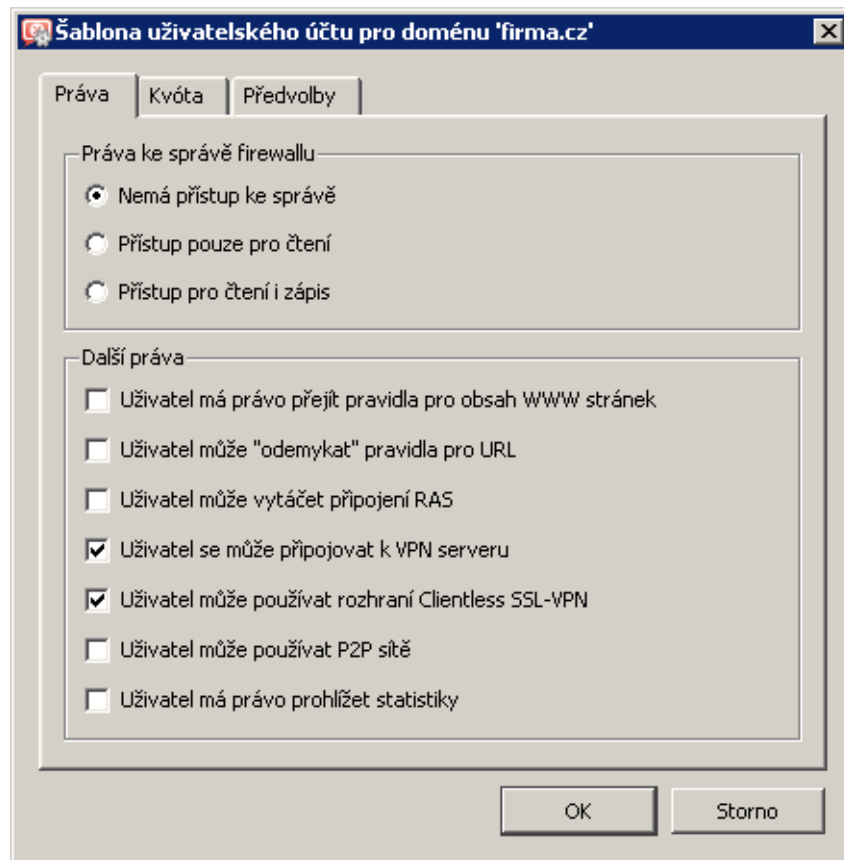 Šablona uživatelského účtu pro doménu 'firma.cz'
Práva Kvóta Předvolby
Práva ke správě firewallu
Nemá přístup ke správě
Přístup pouze pro čtení
Přístup pro čtení i zápis
Další práva
Uživatel má právo přejít pravidla pro obsah WWW stránek
Uživatel může "odemykat" pravidla pro URL
Uživatel může vytáčet připojení RAS
Uživatel se může připojovat k VPN serveru
Uživatel může používat rozhraní Clientless SSL-VPN
Uživatel může používat P2P sítě
Uživatel má právo prohlížet statistiky
OK Storno